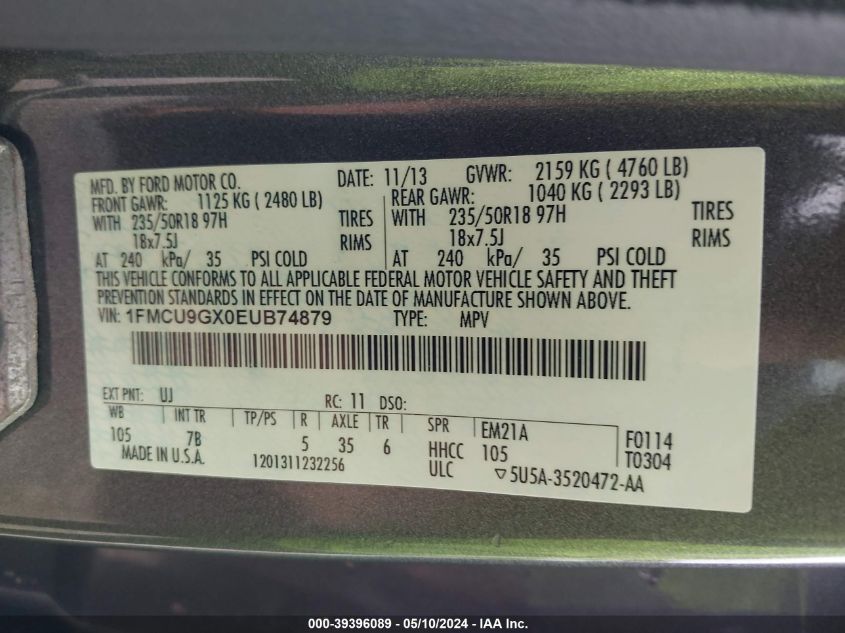 MFD. BY FORD MOTOR CO. DATE: 11/13 GVWR: 2159 KG ( 4760 LB)
FRONT GAWR: 1125 KG ( 2480 LB) REAR GAWR: 1040 KG ( 2293 LB)
WITH 235/50R18 97H TIRES WITH 235/50R18 97H TIRES
18x7.5J RIMS 18x7.5J RIMS
AT 240 kPa/ 35 PSI COLD AT 240 kPa/ 35 PSI COLD
THIS VEHICLE CONFORMS TO ALL APPLICABLE FEDERAL MOTOR VEHICLE SAFETY AND THEFT
PREVENTION STANDARDS IN EFFECT ON THE DATE OF MANUFACTURE SHOWN ABOVE.
VIN: 1FMCU9GX0EUB74879 TYPE: MPV
EXT PNT: UJ RC: 11 DSO:
WB INT TR TP/PS R AXLE TR SPR EM21A F0114
105 7B 5 35 6 HHCC 105 T0304
MADE IN U.S.A. 1201311232256 ULC ▽5U5A-3520472-AA
000-39396089 - 05/10/2024 - IAA Inc.